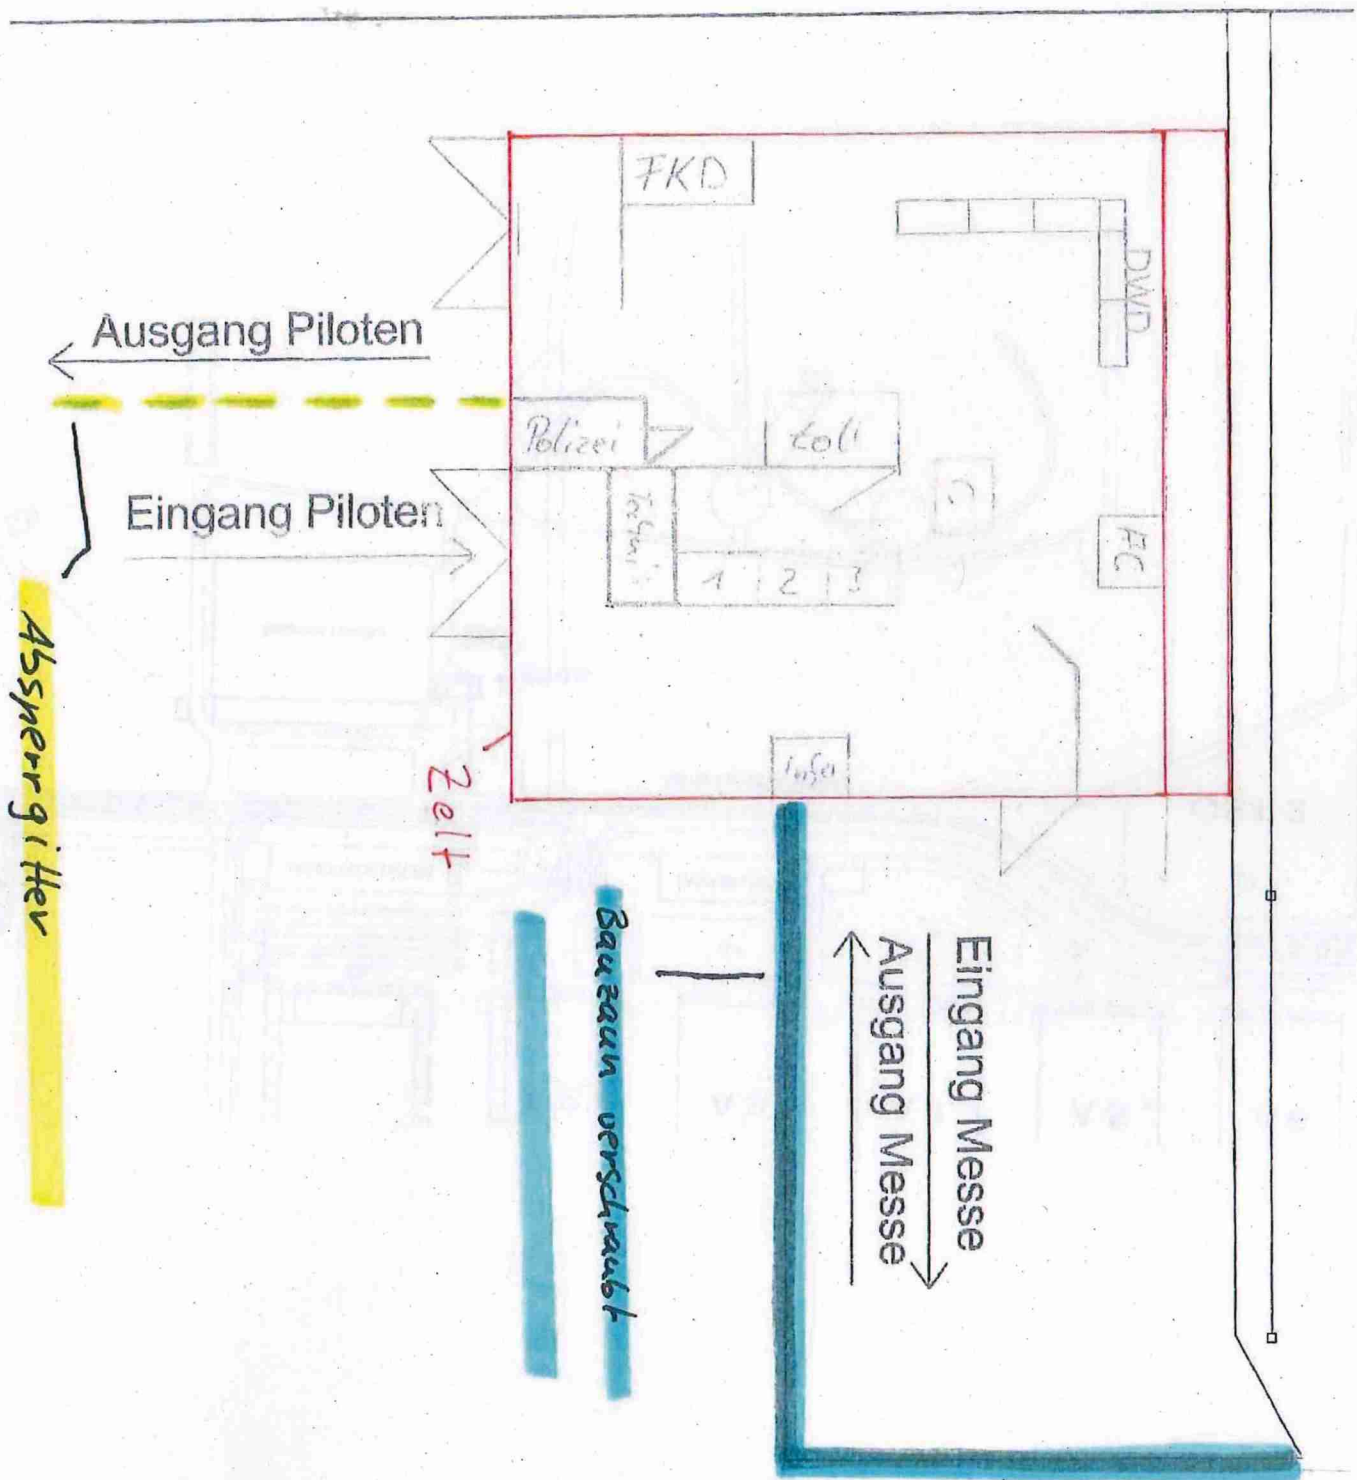 FKD
DWD
Ausgang Piloten
Polizei
Zoll
Eingang Piloten
C
1
2
3
Info
Zelt
Absperrgitter
Bauzaun verschraubt
Eingang Messe
Ausgang Messe